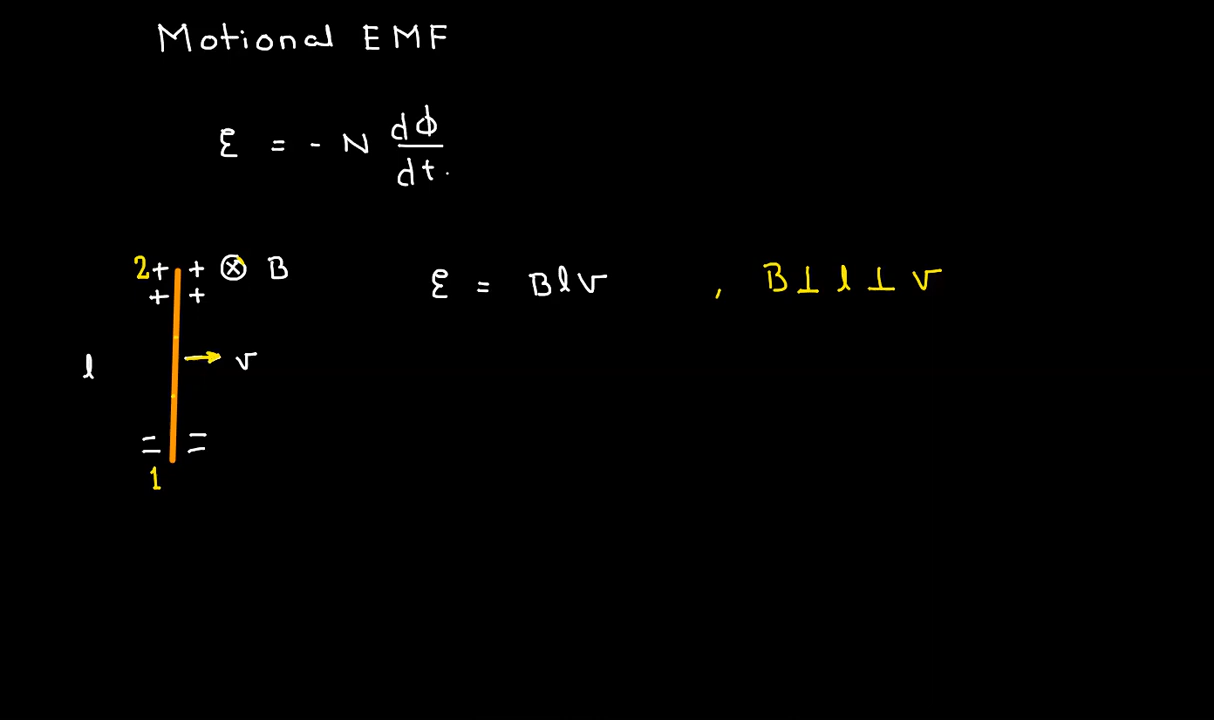 Motional EMF
ε = - N dΦ/dt.
2 + + ⊗ B
+ +
ε = Blv , B ⊥ l ⊥ v
l → v
= =
1